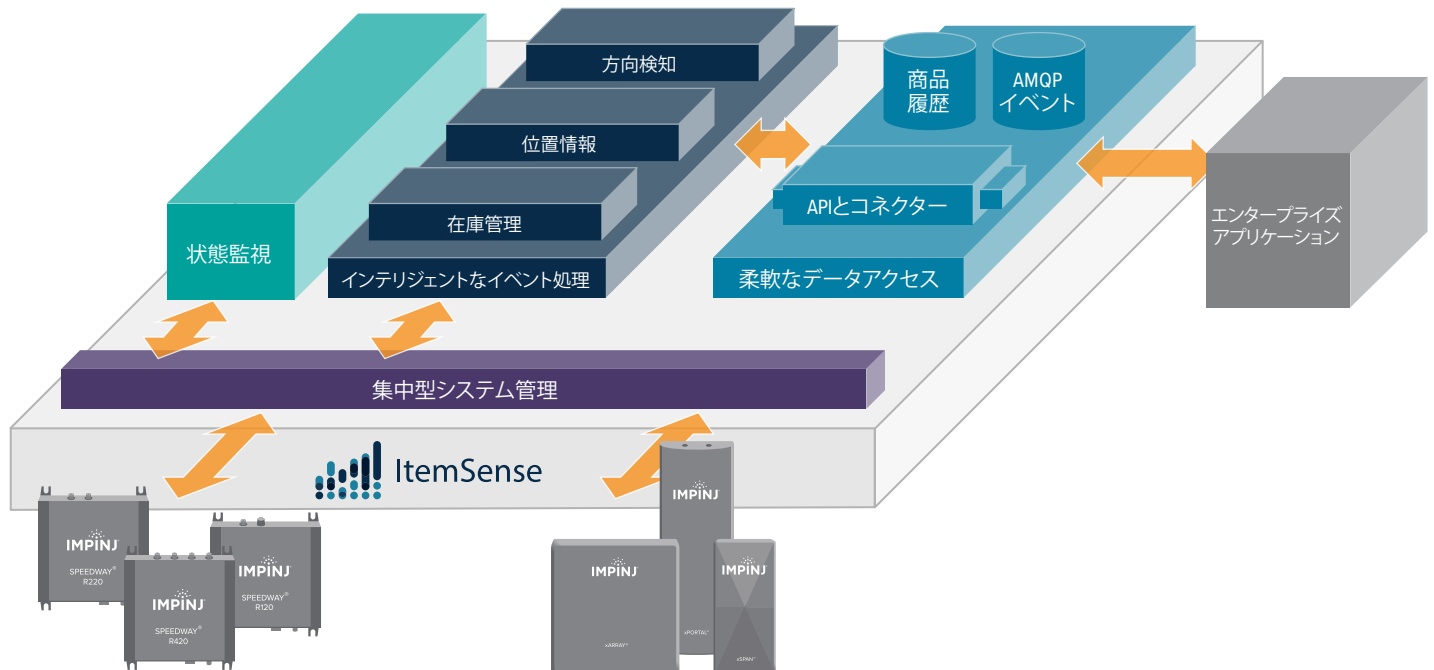 方向検知
位置情報
在庫管理
インテリジェントなイベント処理
状態監視
商品
履歴
AMQP
イベント
APIとコネクター
柔軟なデータアクセス
エンタープライズ
アプリケーション
集中型システム管理
ItemSense
IMPINJ
SPEEDWAY®
R220
IMPINJ
SPEEDWAY®
R120
IMPINJ
SPEEDWAY®
R420
IMPINJ
xARRAY®
IMPINJ
xPORTAL™
IMPINJ
xSPAN®